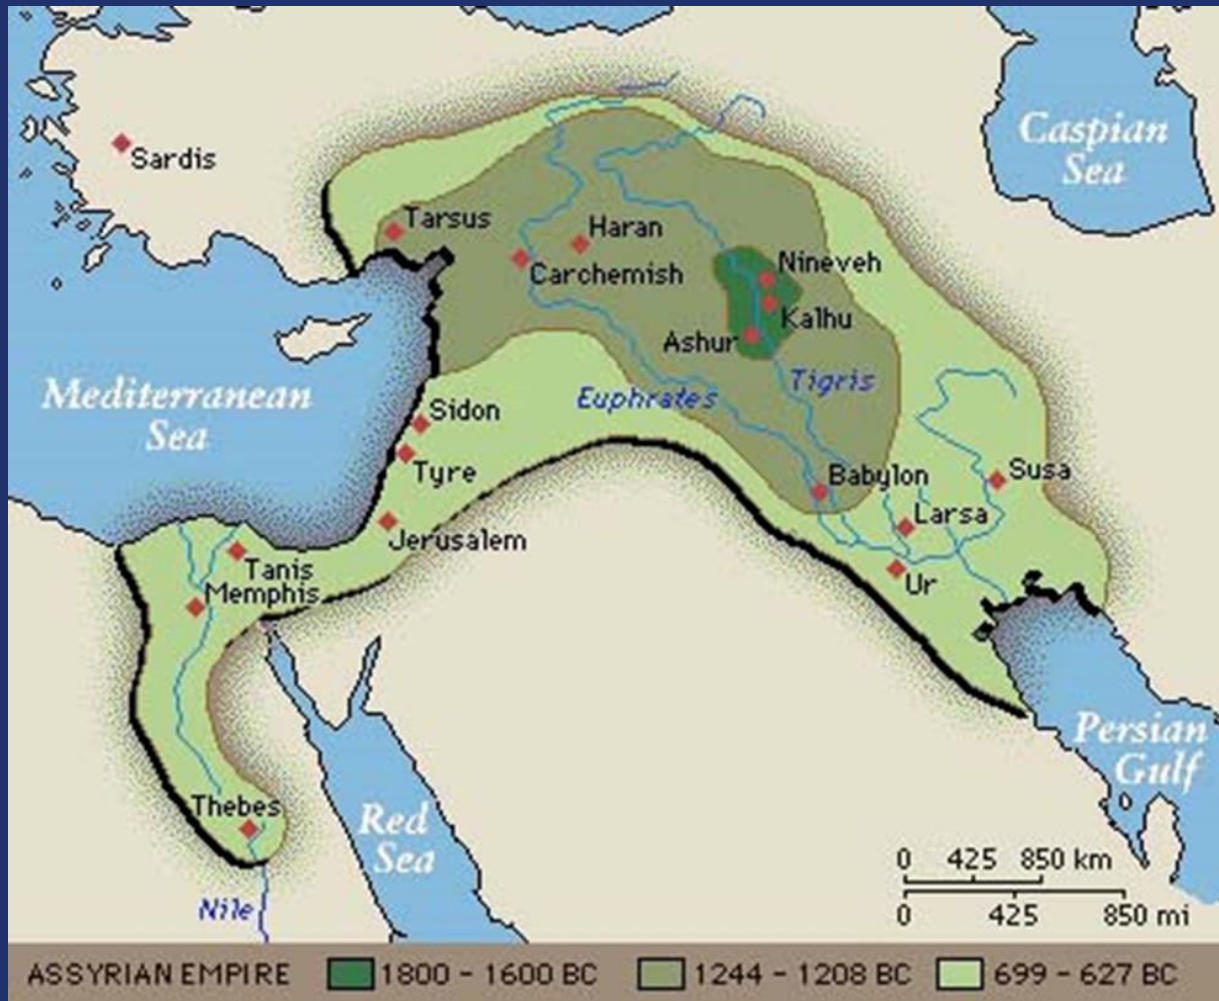 Caspian
Sea
Sardis
Tarsus
Haran
Carchemish
Nineveh
Kalhu
Ashur
Mediterranean
Sea
Euphrates
Tigris
Sidon
Tyre
Babylon
Susa
Larsa
Jerusalem
Tanis
Memphis
Ur
Persian
Gulf
Thebes
Red
Sea
Nile
0 425 850 km
0 425 850 mi
ASSYRIAN EMPIRE 1800 - 1600 BC 1244 - 1208 BC 699 - 627 BC